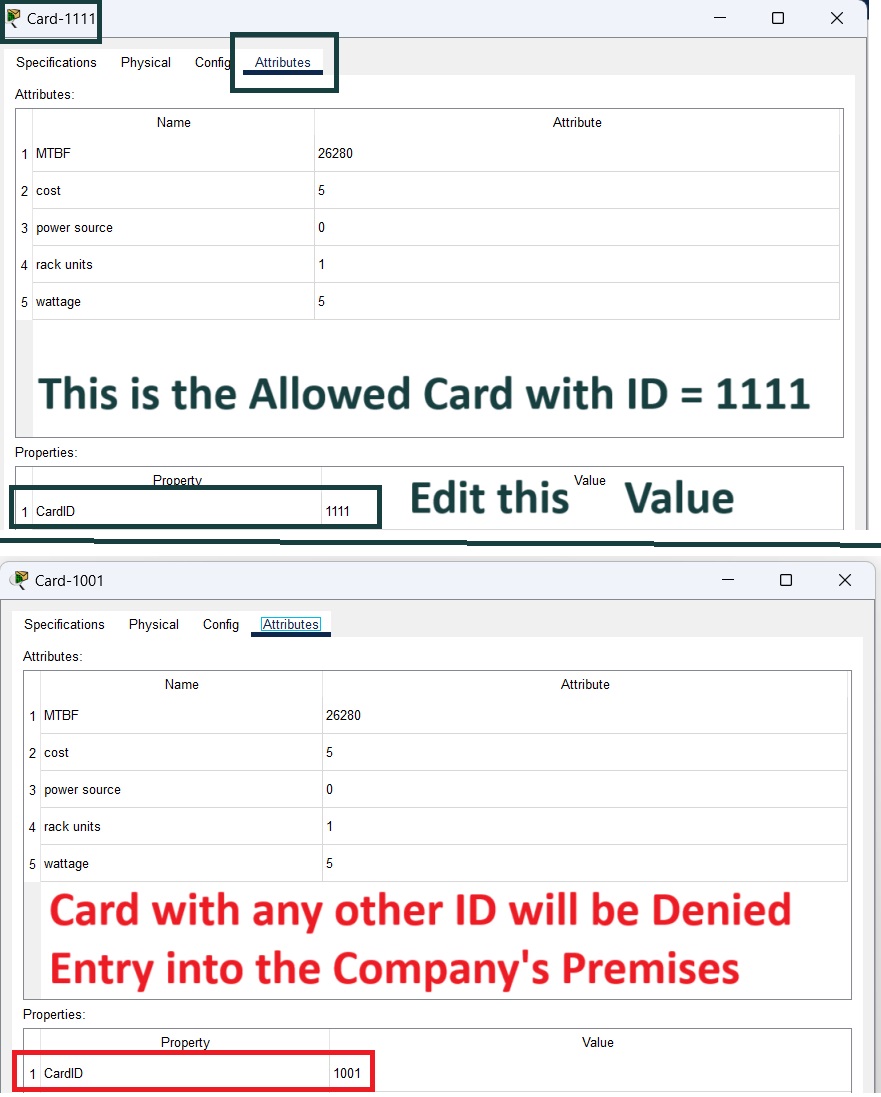 Card-1111
Specifications Physical Config Attributes
Attributes:
Name Attribute
1 MTBF 26280
2 cost 5
3 power source 0
4 rack units 1
5 wattage 5
This is the Allowed Card with ID = 1111
Properties:
Property Value
Edit this Value
1 CardID 1111
Card-1001
Specifications Physical Config Attributes
Attributes:
Name Attribute
1 MTBF 26280
2 cost 5
3 power source 0
4 rack units 1
5 wattage 5
Card with any other ID will be Denied
Entry into the Company's Premises
Properties:
Property Value
1 CardID 1001